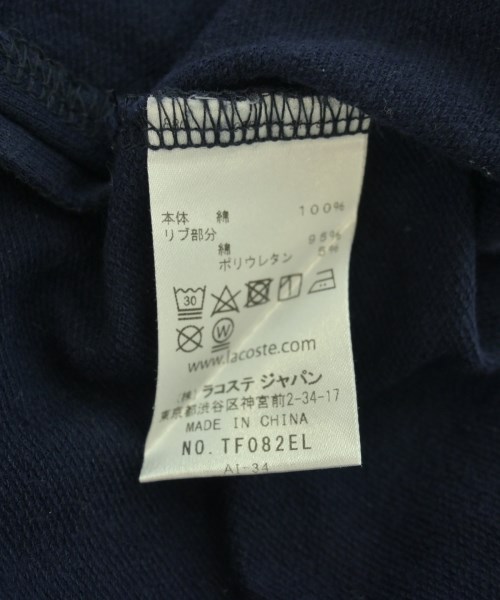 本体 綿 100%
リブ部分
綿 95%
ポリウレタン 5%
30
W
www.lacoste.com
(株)ラコステ ジャパン
東京都渋谷区神宮前2-34-17
MADE IN CHINA
NO. TF082EL
AI-34